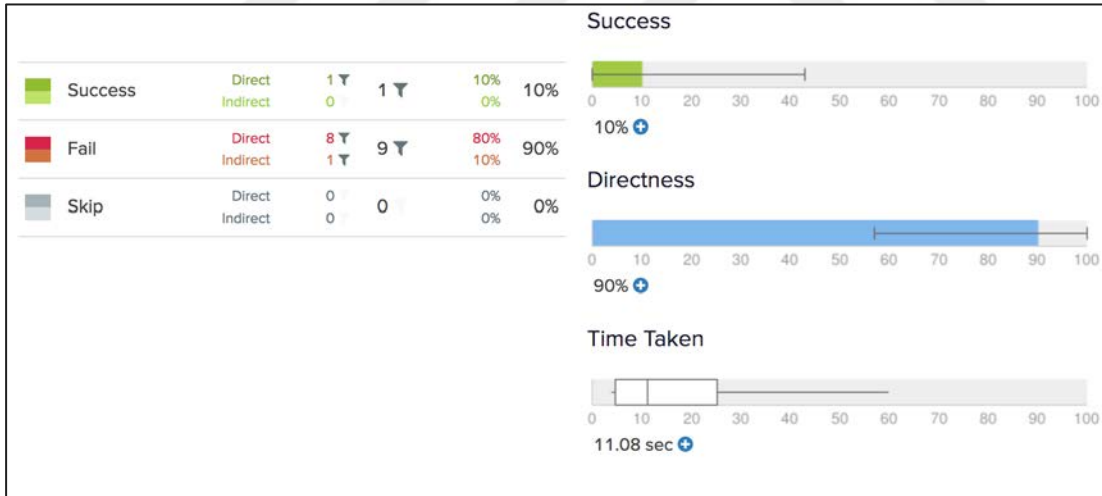 Success
Direct 1 10%
Success 1 10%
Indirect 0 0%
Direct 8 80%
Fail 9 90%
Indirect 1 10%
Direct 0 0%
Skip 0 0%
Indirect 0 0%
0 10 20 30 40 50 60 70 80 90 100
10%
Directness
0 10 20 30 40 50 60 70 80 90 100
90%
Time Taken
0 10 20 30 40 50 60 70 80 90 100
11.08 sec